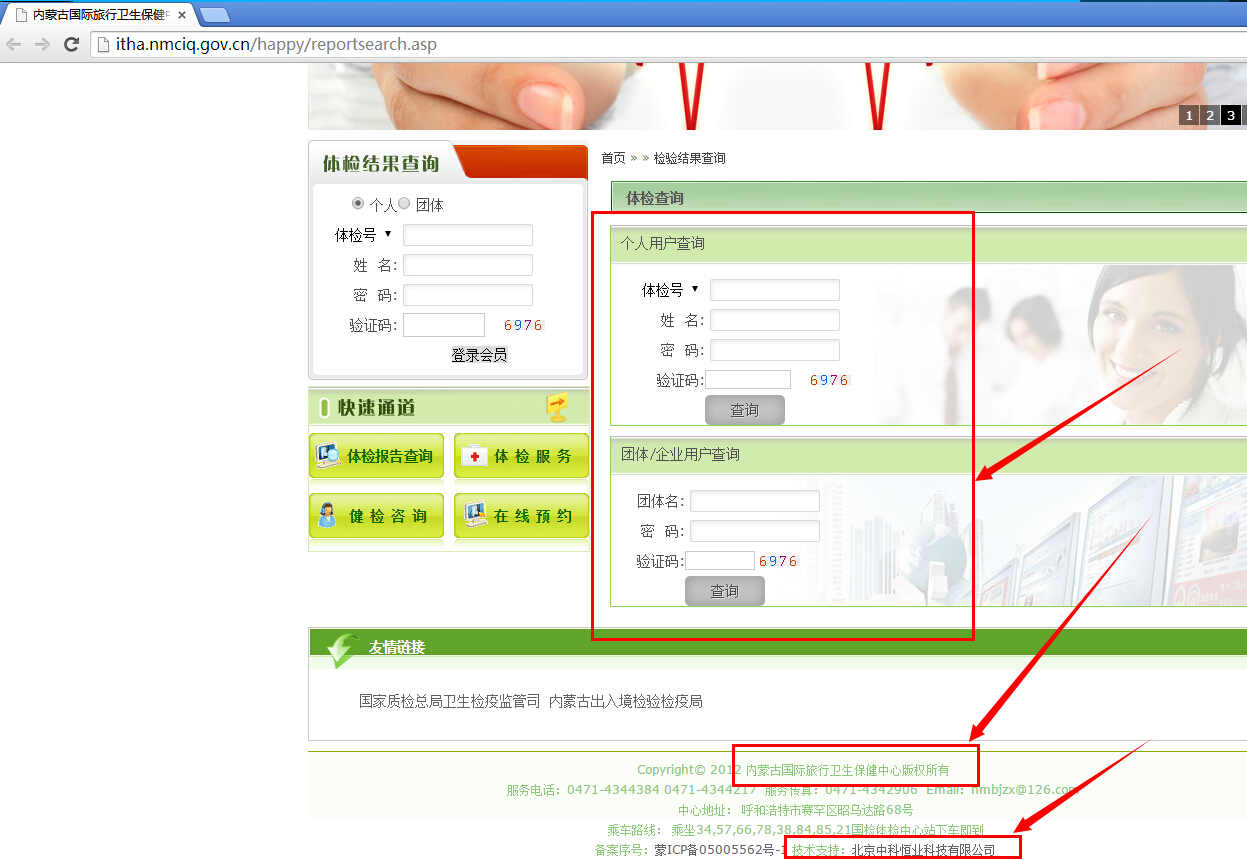 内蒙古国际旅行卫生保健中
itha.nmciq.gov.cn/happy/reportsearch.asp
1 2 3
体检结果查询
个人 团体
体检号 ▼
姓 名:
密 码:
验证码: 6976
登录会员
快速通道
体检报告查询 体检服务
健检咨询 在线预约
首页 » » 检验结果查询
体检查询
个人用户查询
体检号 ▼
姓 名:
密 码:
验证码: 6976
查询
团体/企业用户查询
团体名:
密 码:
验证码: 6976
查询
友情链接
国家质检总局卫生检疫监管司 内蒙古出入境检验检疫局
Copyright© 2012 内蒙古国际旅行卫生保健中心版权所有
服务电话：0471-4344384 0471-4344217 服务传真：0471-4342906 Email：nmbjzx@126.com
中心地址： 呼和浩特市赛罕区昭乌达路68号
乘车路线： 乘坐34,57,66,78,38,84,85,21国检体检中心站下车即到
备案序号：蒙ICP备05005562号-1 技术支持：北京中科恒业科技有限公司